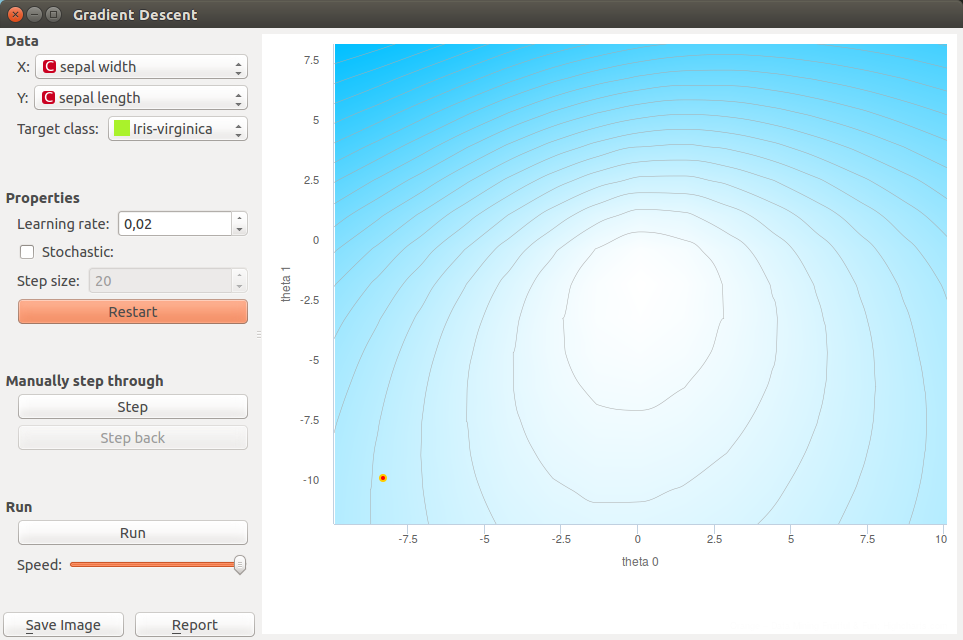 Gradient Descent
Data
X: C sepal width
Y: C sepal length
Target class: Iris-virginica
Properties
Learning rate: 0,02
Stochastic:
Step size: 20
Restart
Manually step through
Step
Step back
Run
Run
Speed:
Save Image Report
7.5
5
2.5
0
-2.5
-5
-7.5
-10
theta 1
-7.5 -5 -2.5 0 2.5 5 7.5 10
theta 0